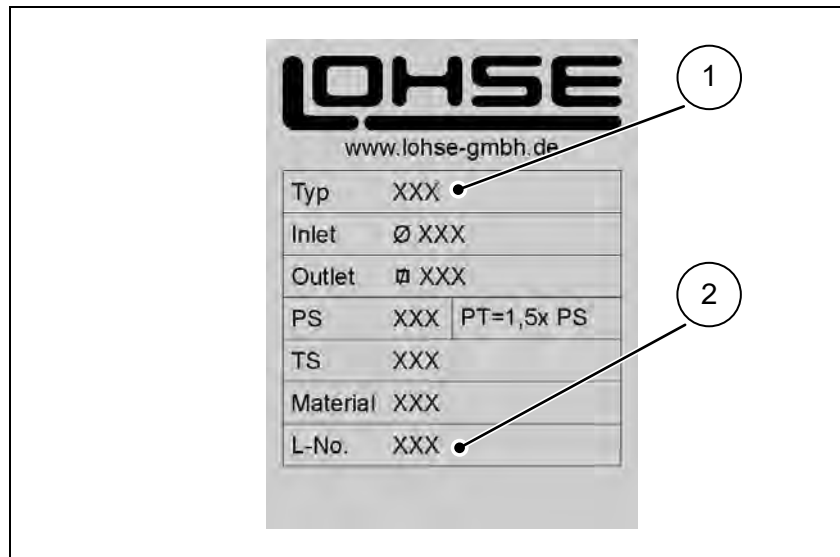 LOHSE
1
www.lohse-gmbh.de
Typ XXX
Inlet Ø XXX
Outlet ⌑ XXX
2
PS XXX PT=1,5x PS
TS XXX
Material XXX
L-No. XXX